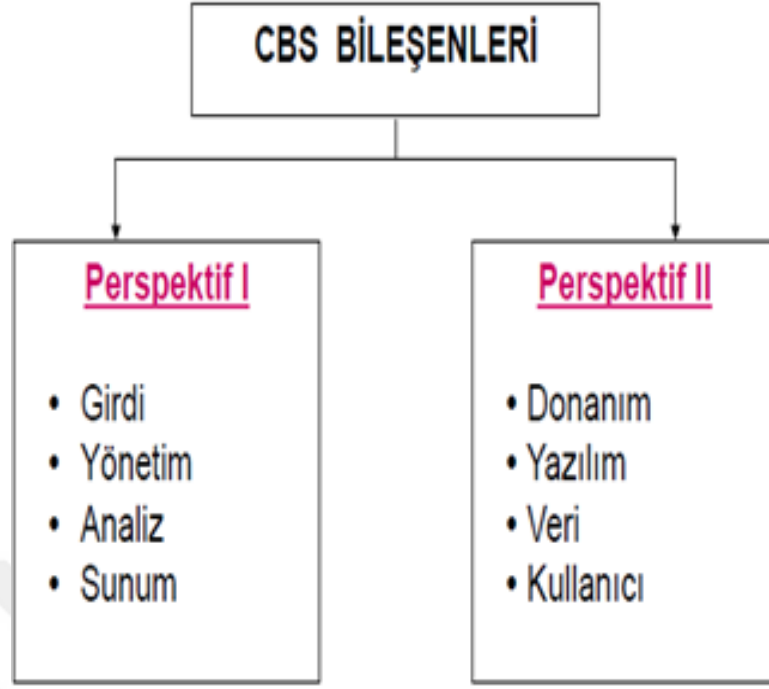 CBS BİLEŞENLERİ
Perspektif I
• Girdi
• Yönetim
• Analiz
• Sunum
Perspektif II
• Donanım
• Yazılım
• Veri
• Kullanıcı